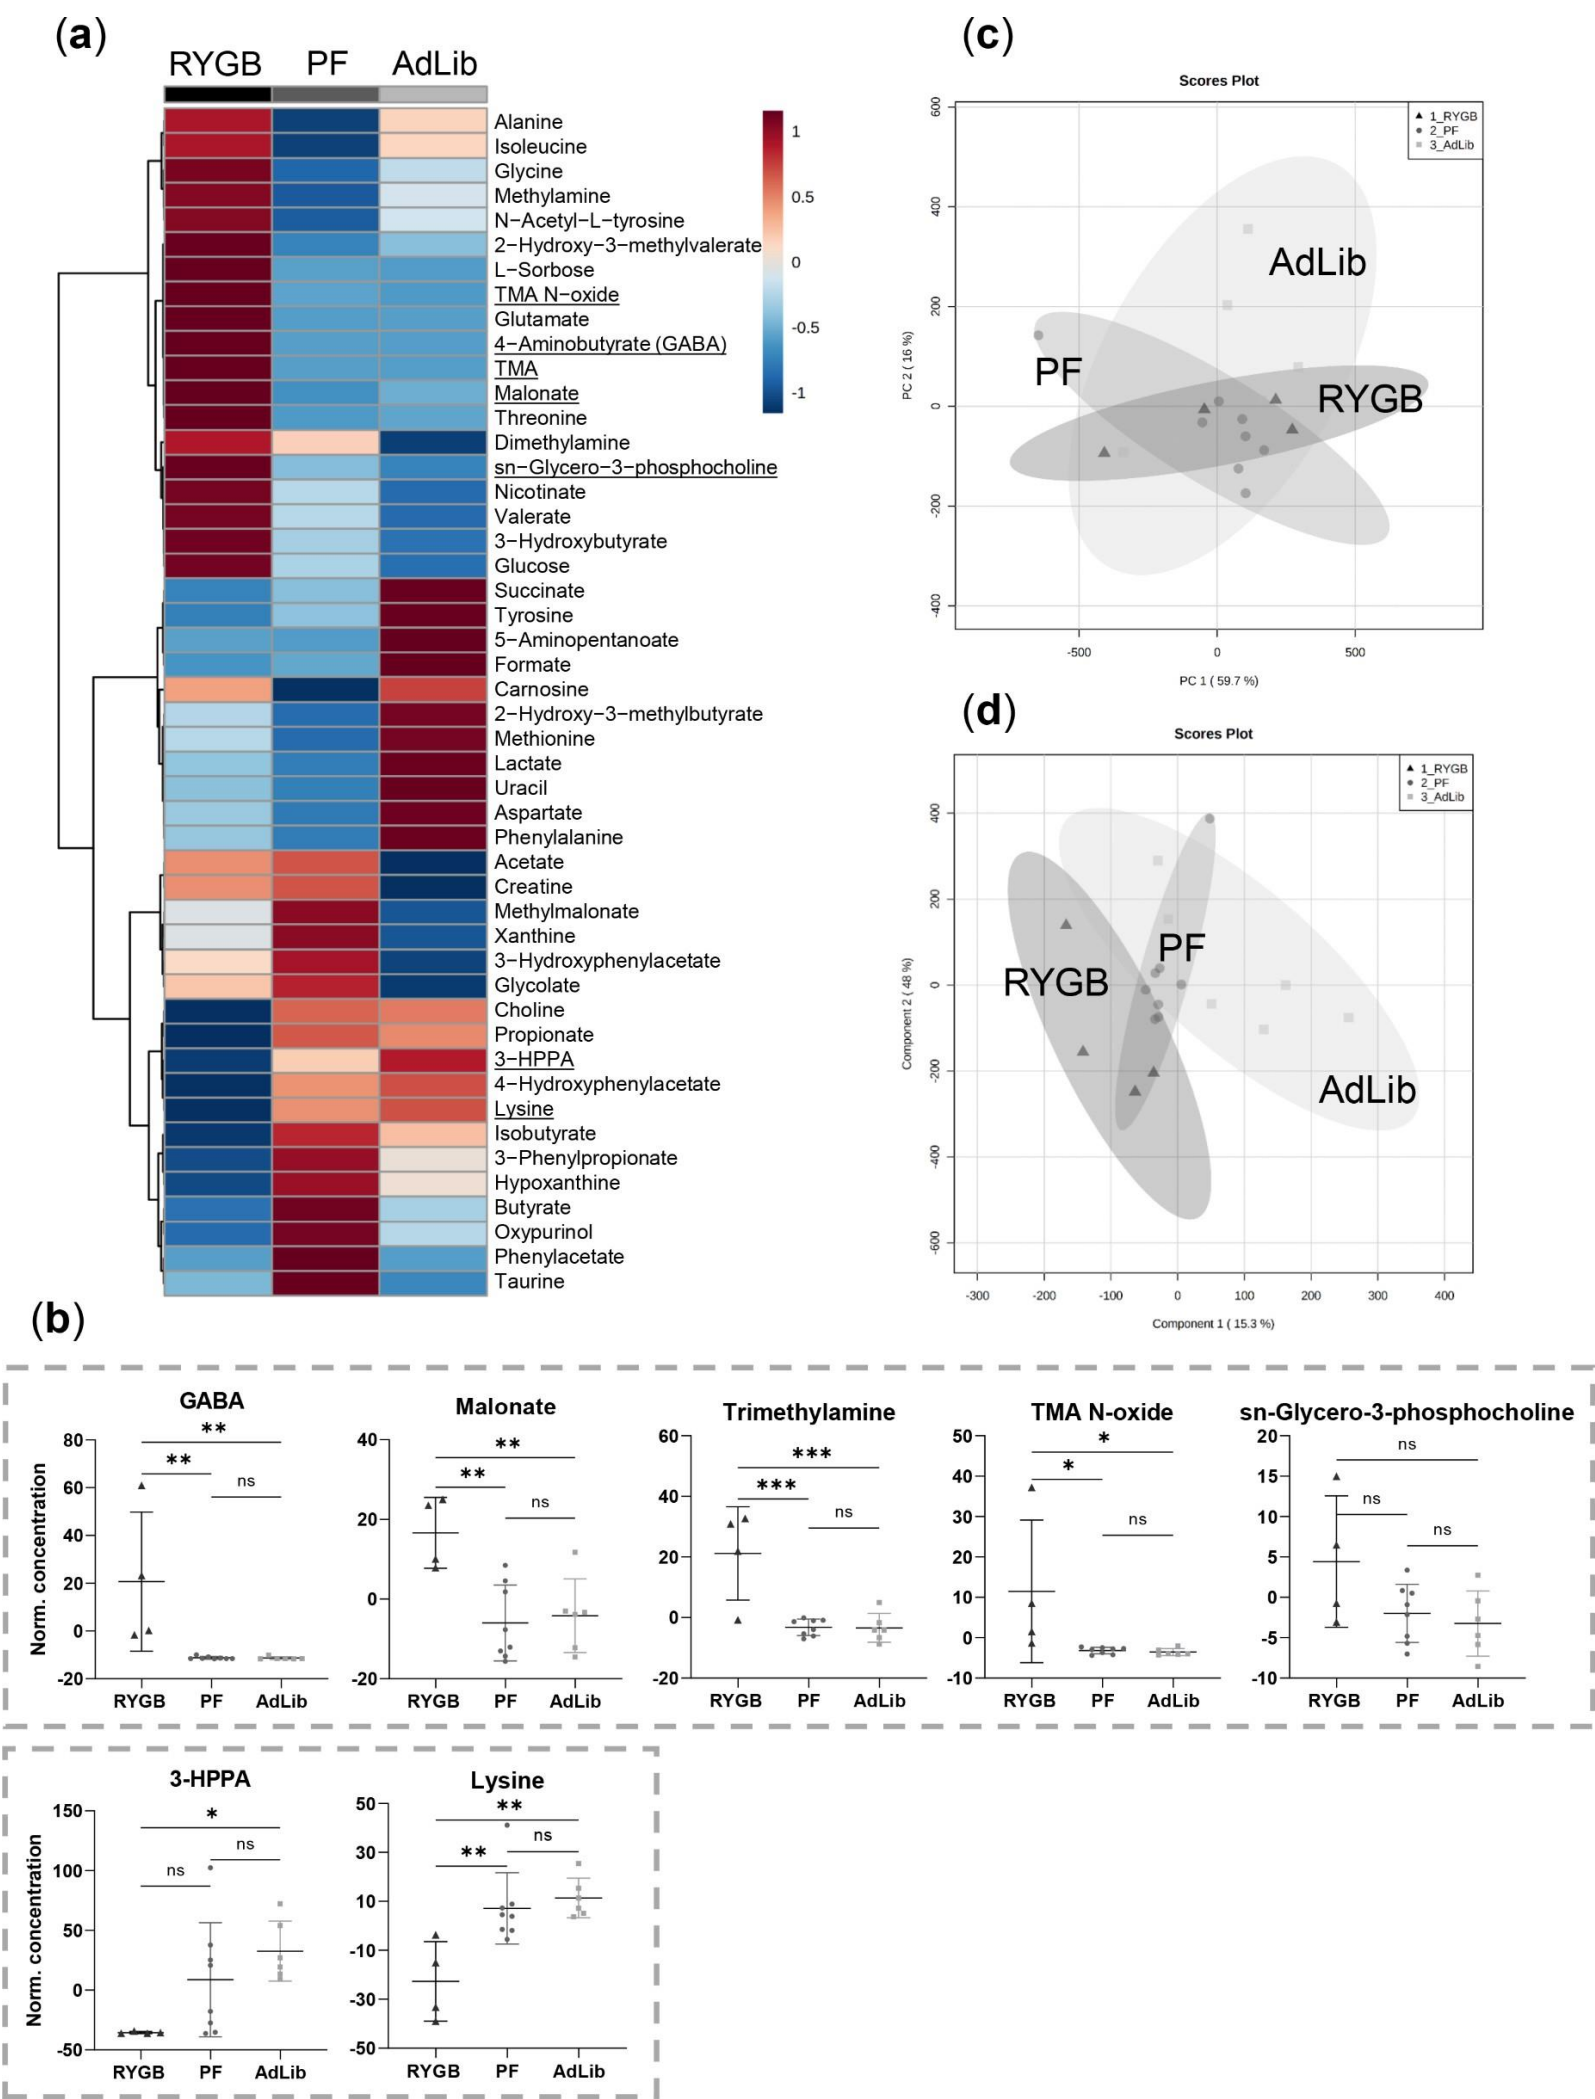 (a)
RYGB PF AdLib
Alanine
Isoleucine
Glycine
Methylamine
N−Acetyl−L−tyrosine
2−Hydroxy−3−methylvalerate
L−Sorbose
TMA N−oxide
Glutamate
4−Aminobutyrate (GABA)
TMA
Malonate
Threonine
Dimethylamine
sn−Glycero−3−phosphocholine
Nicotinate
Valerate
3−Hydroxybutyrate
Glucose
Succinate
Tyrosine
5−Aminopentanoate
Formate
Carnosine
2−Hydroxy−3−methylbutyrate
Methionine
Lactate
Uracil
Aspartate
Phenylalanine
Acetate
Creatine
Methylmalonate
Xanthine
3−Hydroxyphenylacetate
Glycolate
Choline
Propionate
3−HPPA
4−Hydroxyphenylacetate
Lysine
Isobutyrate
3−Phenylpropionate
Hypoxanthine
Butyrate
Oxypurinol
Phenylacetate
Taurine
1
0.5
0
-0.5
-1
(c)
Scores Plot
1_RYGB
2_PF
3_AdLib
AdLib
PF
RYGB
600
400
200
0
-200
-400
PC 2 ( 16 %)
-500 0 500
PC 1 ( 59.7 %)
(d)
Scores Plot
1_RYGB
2_PF
3_AdLib
PF
RYGB
AdLib
400
200
0
-200
-400
-600
Component 2 ( 48 %)
-300 -200 -100 0 100 200 300 400
Component 1 ( 15.3 %)
(b)
GABA
**
**
ns
80
60
40
20
0
-20
Norm. concentration
RYGB PF AdLib
Malonate
**
**
ns
40
20
0
-20
RYGB PF AdLib
Trimethylamine
***
***
ns
60
40
20
0
-20
RYGB PF AdLib
TMA N-oxide
*
*
ns
50
40
30
20
10
0
-10
RYGB PF AdLib
sn-Glycero-3-phosphocholine
ns
ns
ns
20
15
10
5
0
-5
-10
RYGB PF AdLib
3-HPPA
*
ns
ns
150
100
50
0
-50
Norm. concentration
RYGB PF AdLib
Lysine
**
ns
**
50
30
10
-10
-30
-50
RYGB PF AdLib